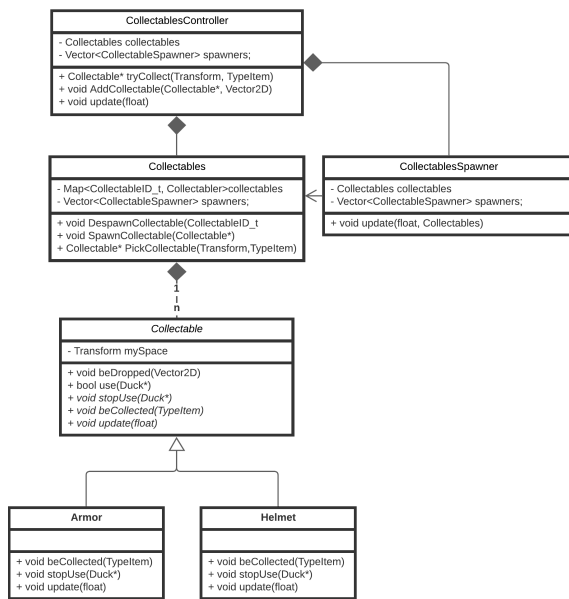 CollectablesController
- Collectables collectables
- Vector<CollectableSpawner> spawners;
+ Collectable* tryCollect(Transform, TypeItem)
+ void AddCollectable(Collectable*, Vector2D)
+ void update(float)
Collectables
- Map<CollectableID_t, Collectabler>collectables
- Vector<CollectableSpawner> spawners;
+ void DespawnCollectable(CollectableID_t
+ void SpawnCollectable(Collectable*)
+ Collectable* PickCollectable(Transform,TypeItem)
CollectablesSpawner
- Collectables collectables
- Vector<CollectableSpawner> spawners;
+ void update(float, Collectables)
1
n
Collectable
- Transform mySpace
+ void beDropped(Vector2D)
+ bool use(Duck*)
+ void stopUse(Duck*)
+ void beCollected(TypeItem)
+ void update(float)
Armor
+ void beCollected(TypeItem)
+ void stopUse(Duck*)
+ void update(float)
Helmet
+ void beCollected(TypeItem)
+ void stopUse(Duck*)
+ void update(float)